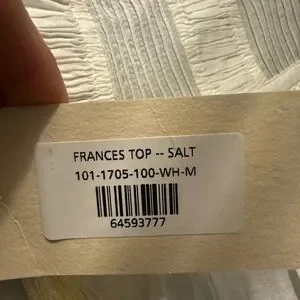 FRANCES TOP -- SALT
101-1705-100-WH-M
64593777